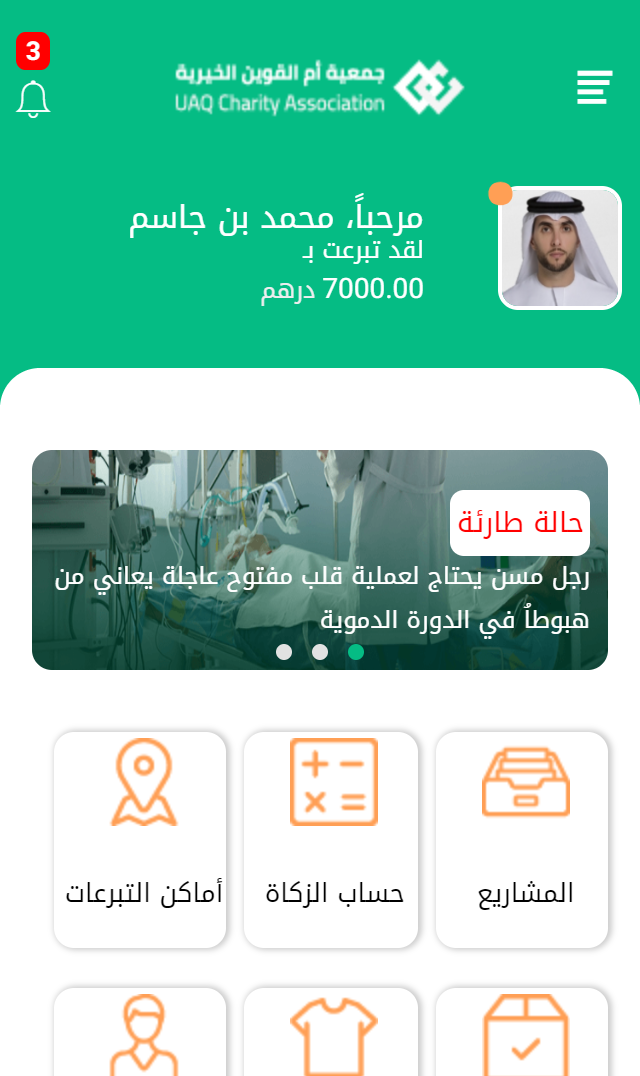 3
جمعية أم القوين الخيرية
UAQ Charity Association
مرحباً، محمد بن جاسم
لقد تبرعت بـ
7000.00 درهم
حالة طارئة
رجل مسن يحتاج لعملية قلب مفتوح عاجلة يعاني من
هبوطاُ في الدورة الدموية
المشاريع
حساب الزكاة
أماكن التبرعات